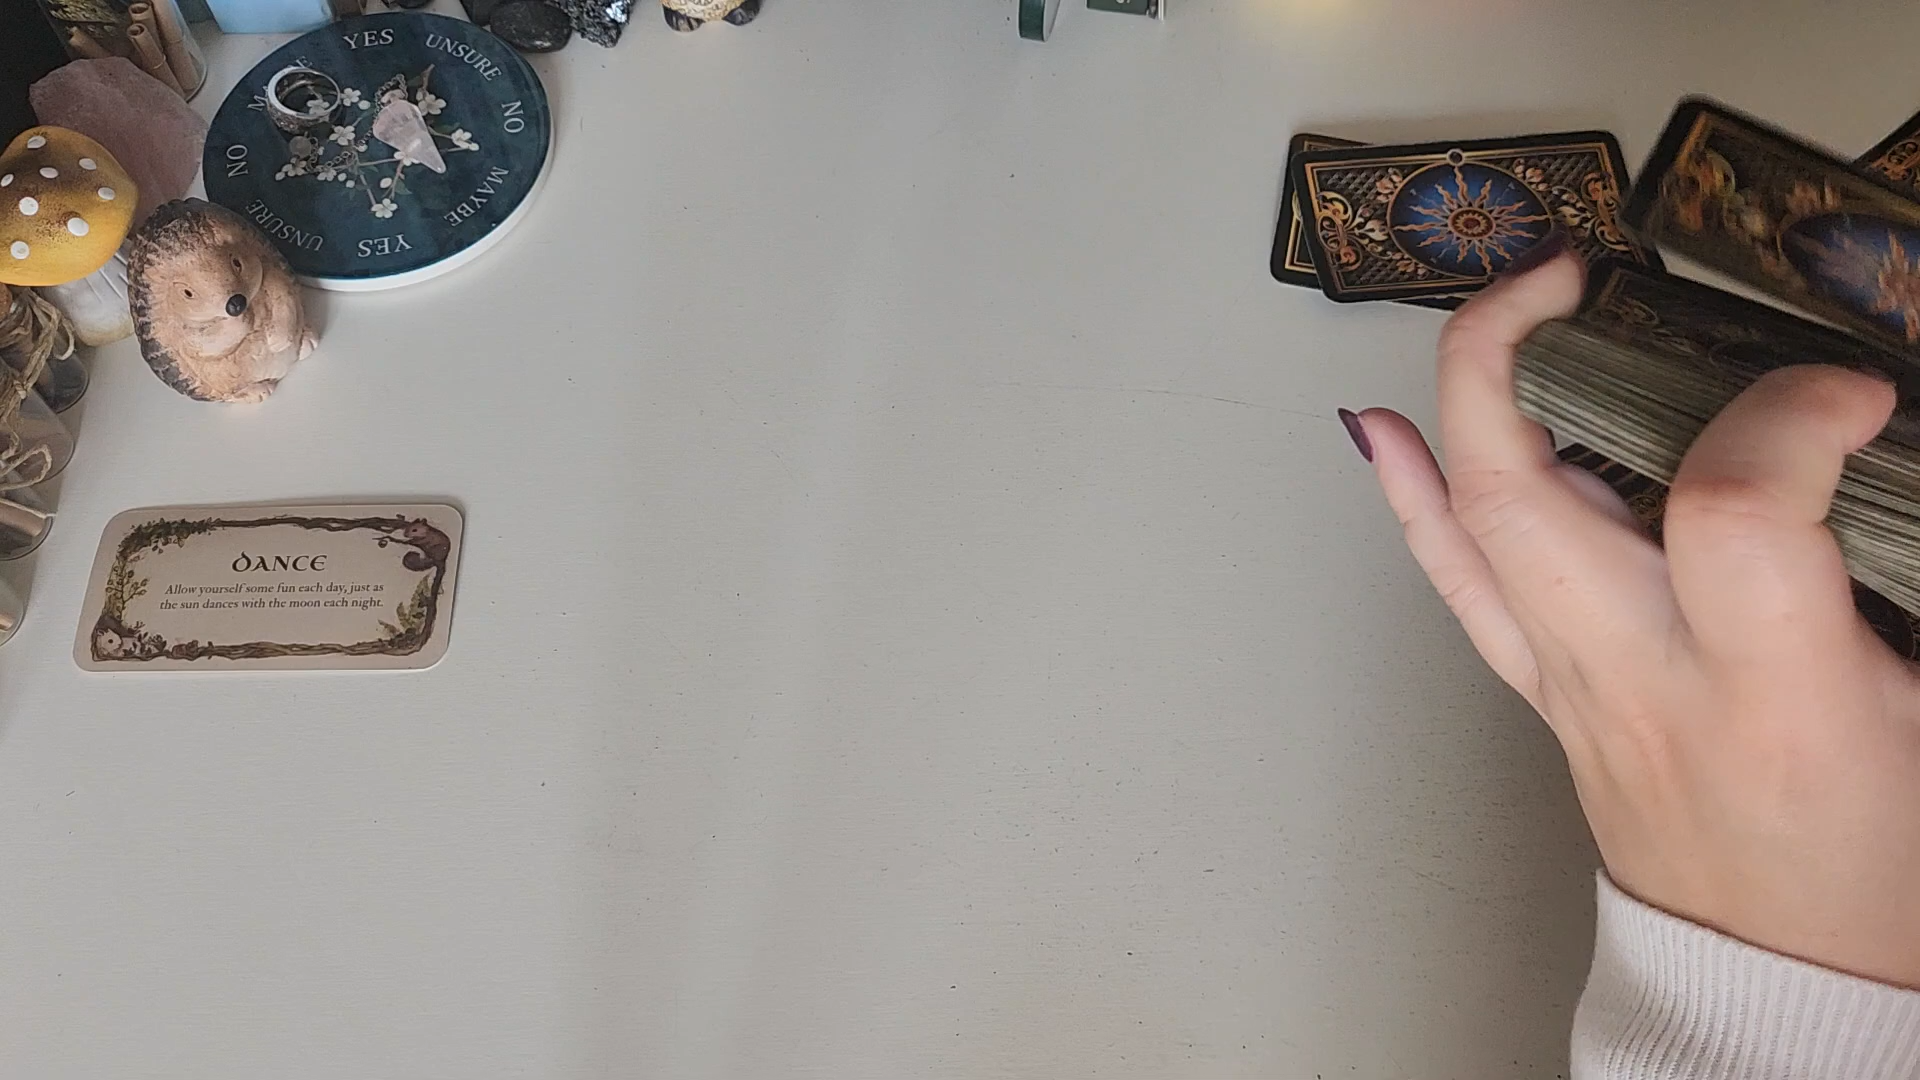 YES
UNSURE
NO
MAYBE
YES
UNSURE
NO
DANCE
Allow yourself some fun each day, just as
the sun dances with the moon each night.